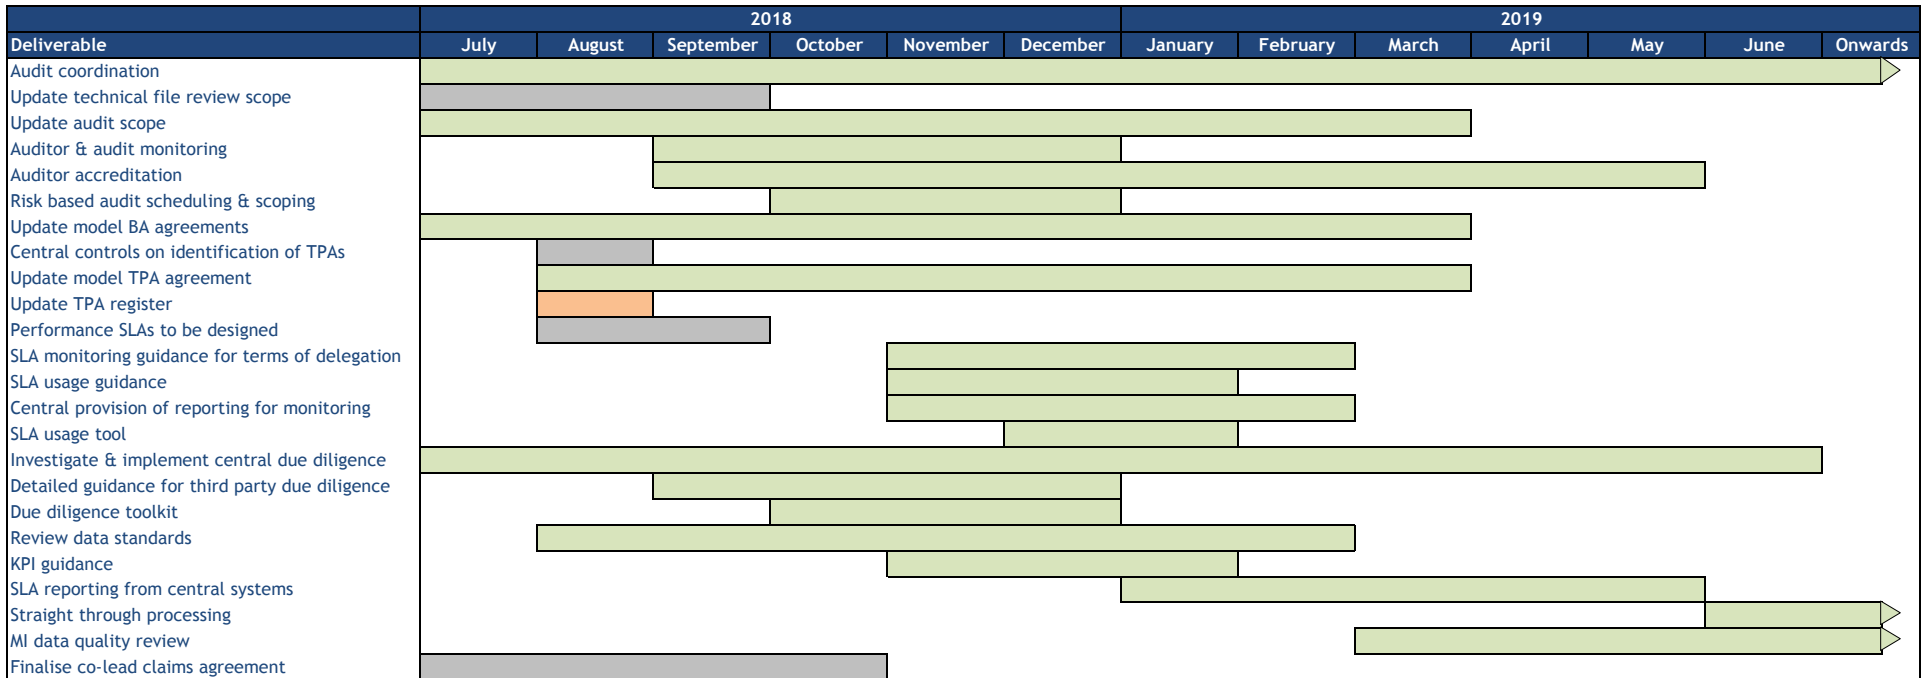 2018 2019
Deliverable July August September October November December January February March April May June Onwards
Audit coordination
Update technical file review scope
Update audit scope
Auditor & audit monitoring
Auditor accreditation
Risk based audit scheduling & scoping
Update model BA agreements
Central controls on identification of TPAs
Update model TPA agreement
Update TPA register
Performance SLAs to be designed
SLA monitoring guidance for terms of delegation
SLA usage guidance
Central provision of reporting for monitoring
SLA usage tool
Investigate & implement central due diligence
Detailed guidance for third party due diligence
Due diligence toolkit
Review data standards
KPI guidance
SLA reporting from central systems
Straight through processing
MI data quality review
Finalise co-lead claims agreement